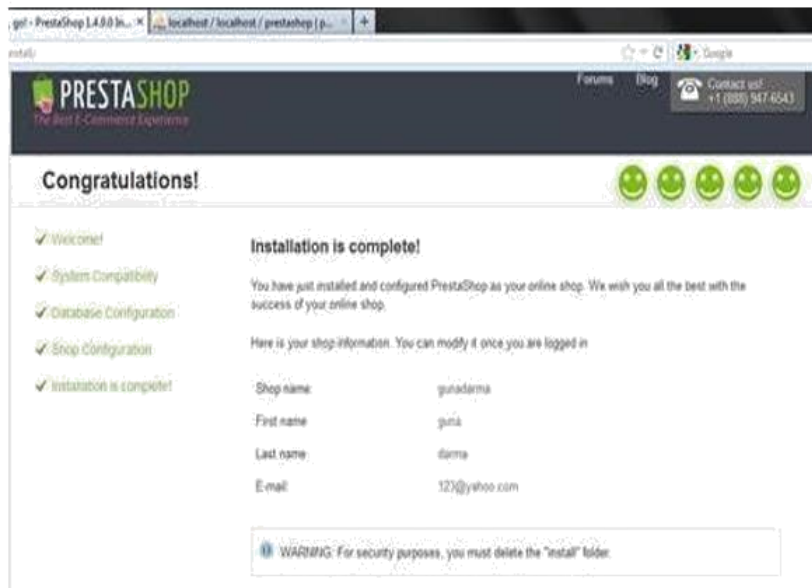 go! - PrestaShop 1.4.9.0 In... × localhost / localhost / prestashop | p... × +
Google
PRESTASHOP
The Best E-Commerce Experience
Forums Blog Contact us!
+1 (888) 947-6543
Congratulations!
✓ Welcome!
✓ System Compatibility
✓ Database Configuration
✓ Shop Configuration
✓ Installation is complete!
Installation is complete!
You have just installed and configured PrestaShop as your online shop. We wish you all the best with the
success of your online shop.
Here is your shop information. You can modify it once you are logged in
Shop name: gunadarma
First name guna
Last name darma
E-mail: 123@yahoo.com
WARNING: For security purposes, you must delete the "install" folder.